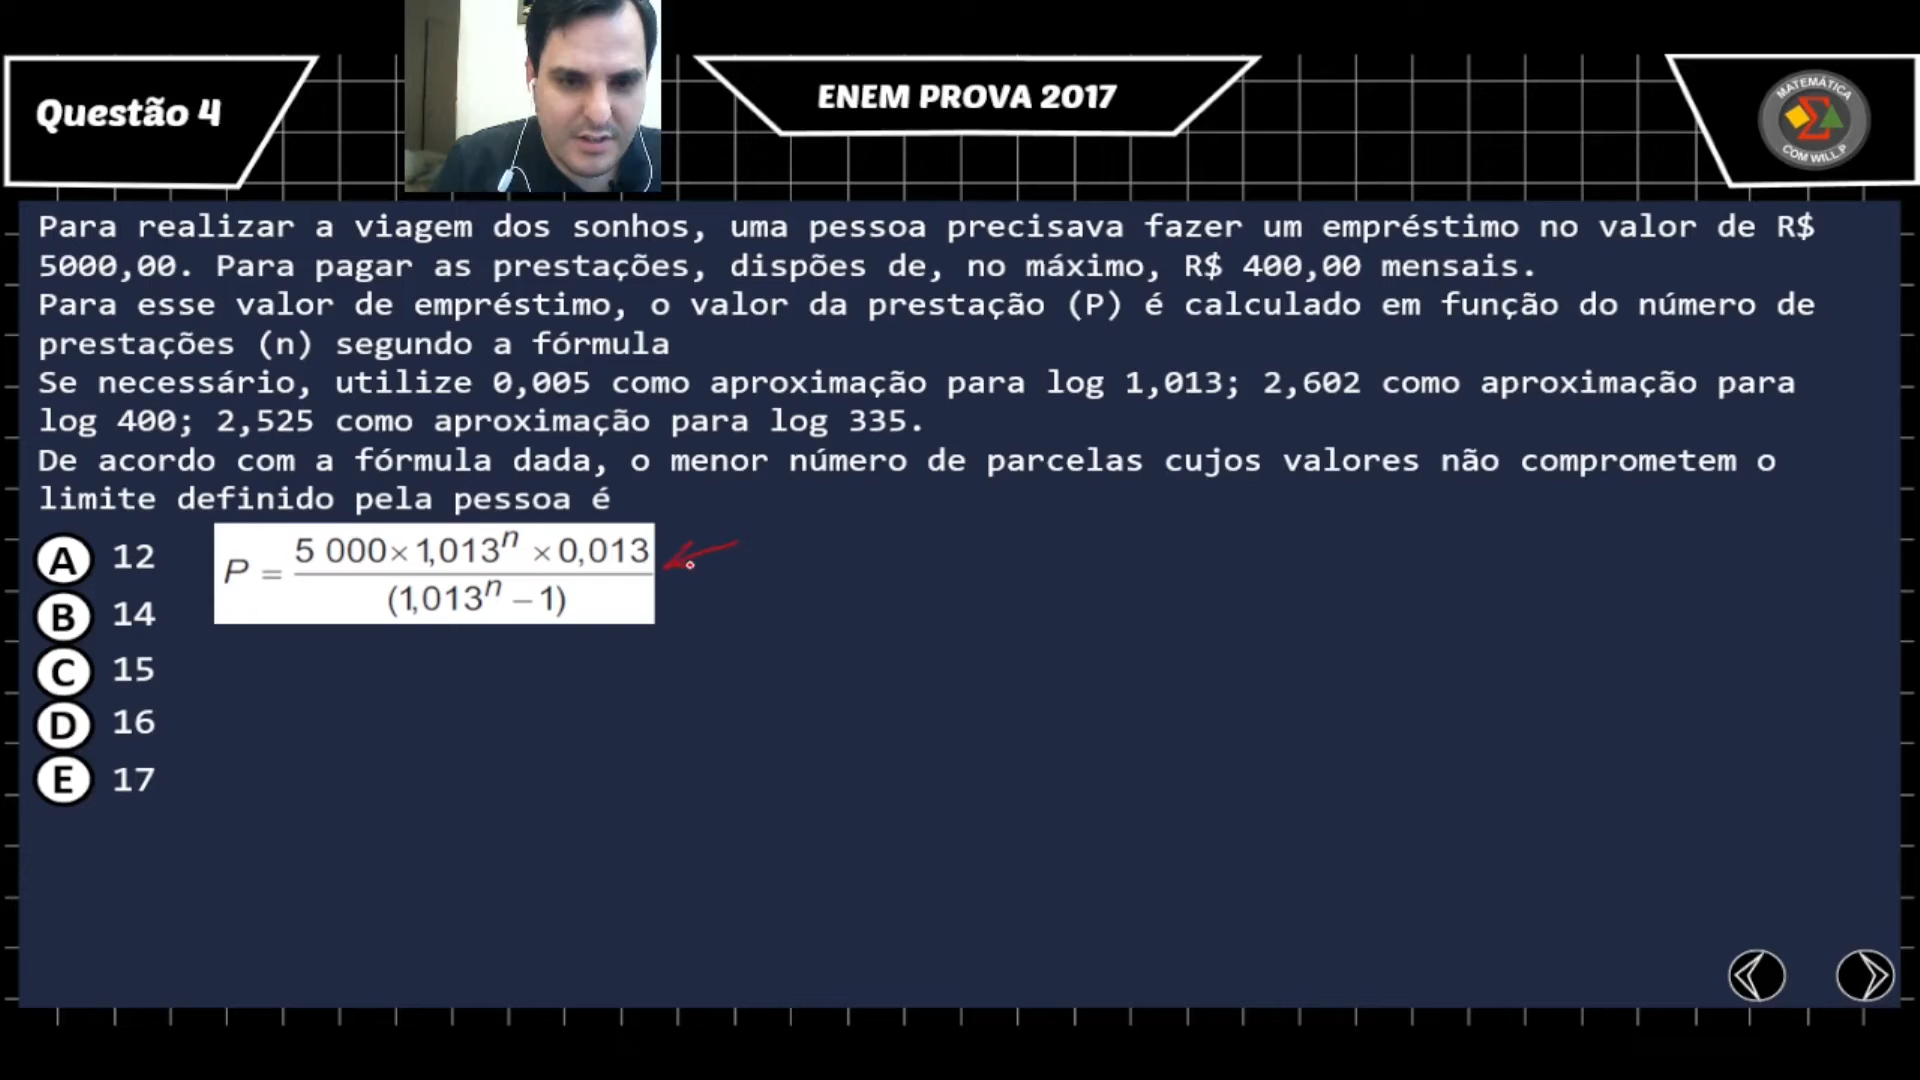 Questão 4
ENEM PROVA 2017
MATEMÁTICA
COM WILL.P
Para realizar a viagem dos sonhos, uma pessoa precisava fazer um empréstimo no valor de R$
5000,00. Para pagar as prestações, dispões de, no máximo, R$ 400,00 mensais.
Para esse valor de empréstimo, o valor da prestação (P) é calculado em função do número de
prestações (n) segundo a fórmula
Se necessário, utilize 0,005 como aproximação para log 1,013; 2,602 como aproximação para
log 400; 2,525 como aproximação para log 335.
De acordo com a fórmula dada, o menor número de parcelas cujos valores não comprometem o
limite definido pela pessoa é
A 12
B 14
C 15
D 16
E 17
P = 5 000×1,013ⁿ ×0,013
(1,013ⁿ – 1)